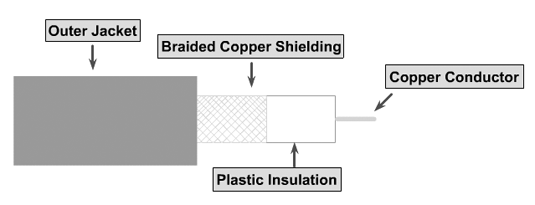 Outer Jacket
Braided Copper Shielding
Copper Conductor
Plastic Insulation